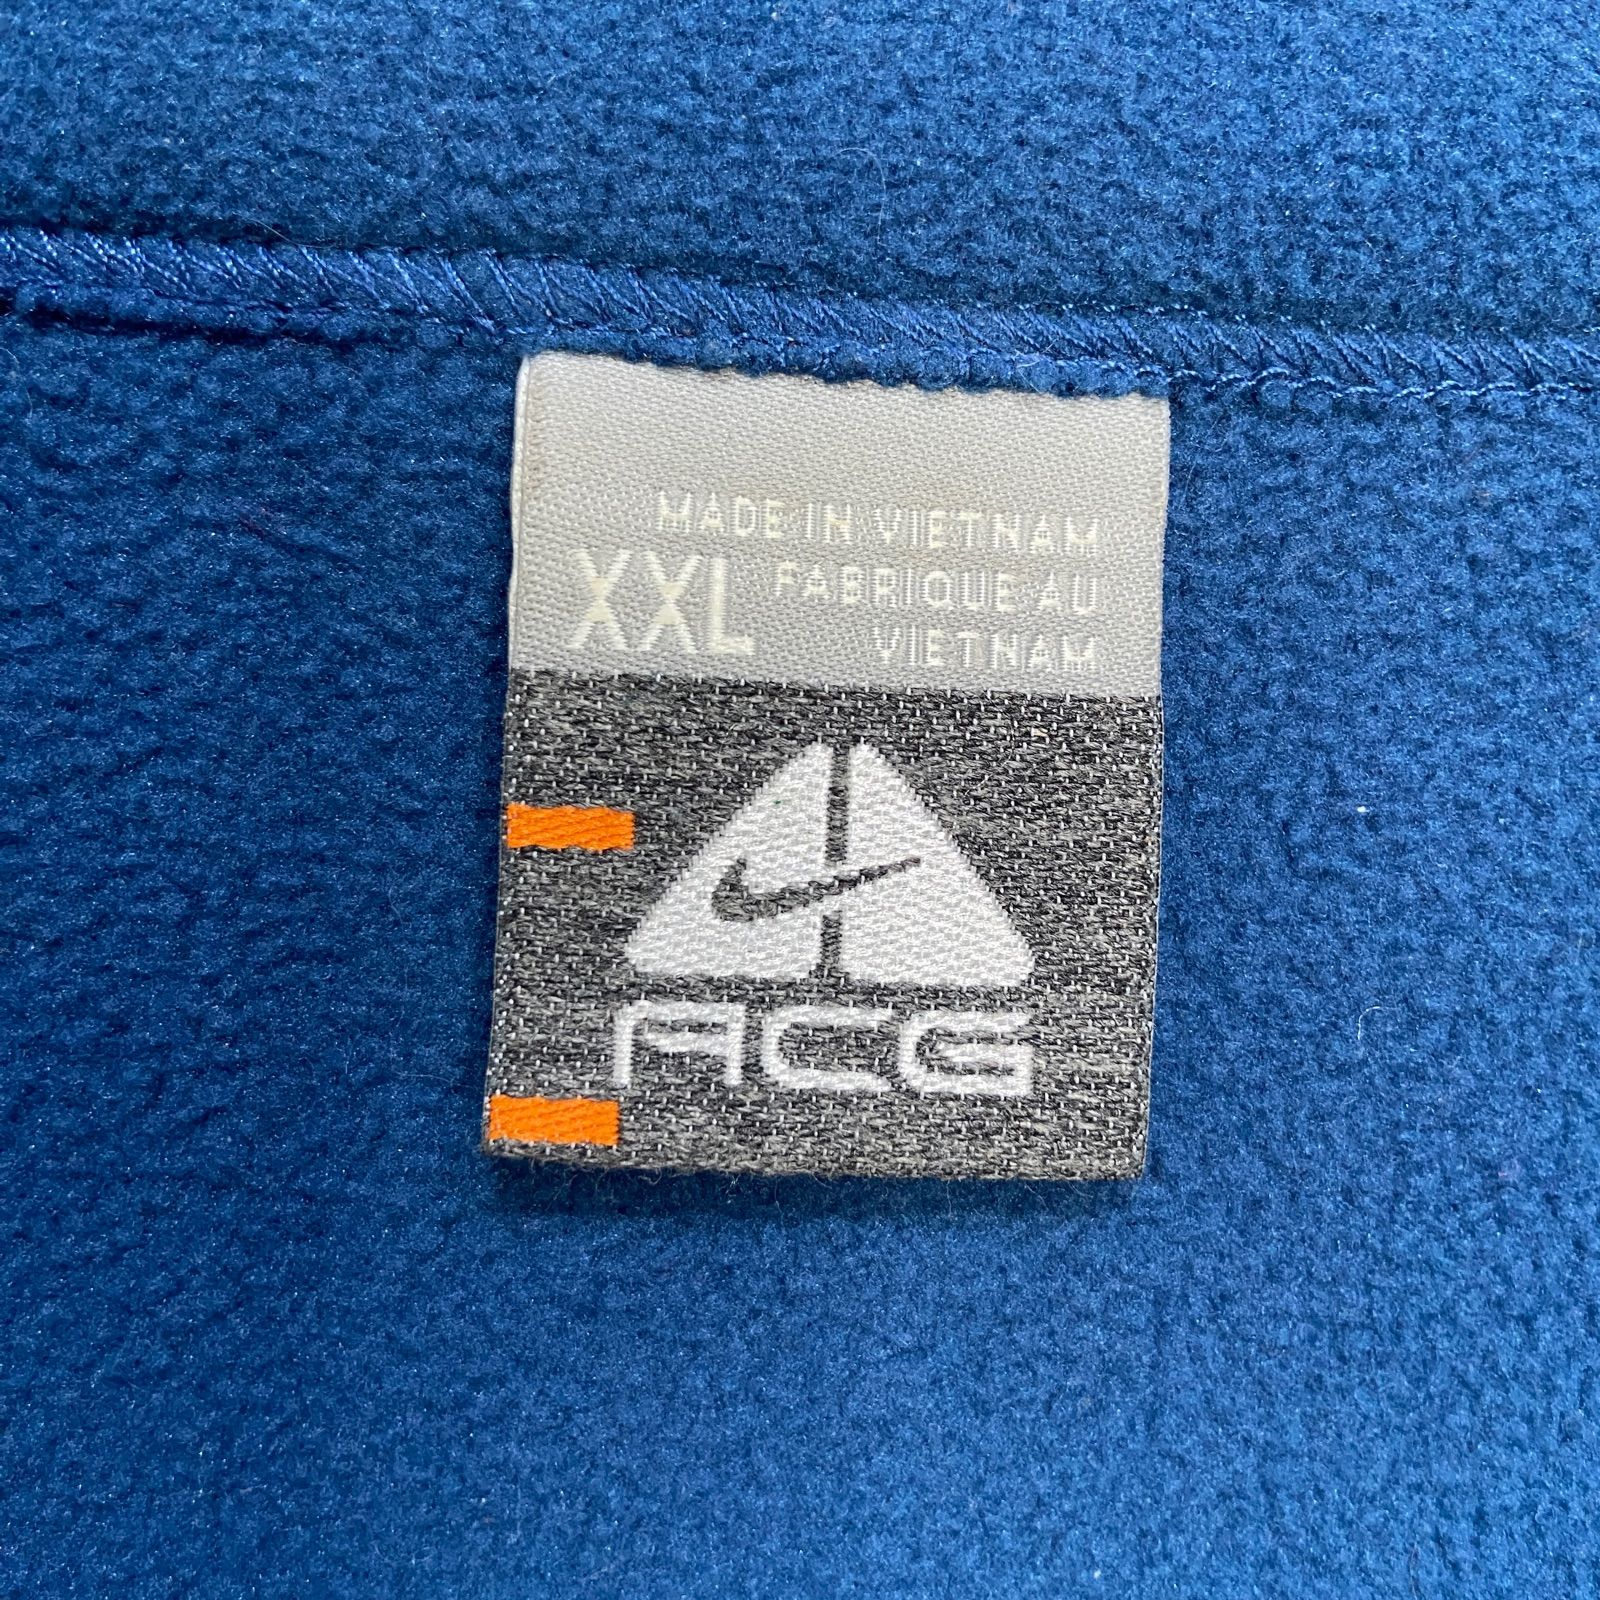 MADE IN VIETNAM
XXL FABRIQUE AU
VIETNAM
ACG